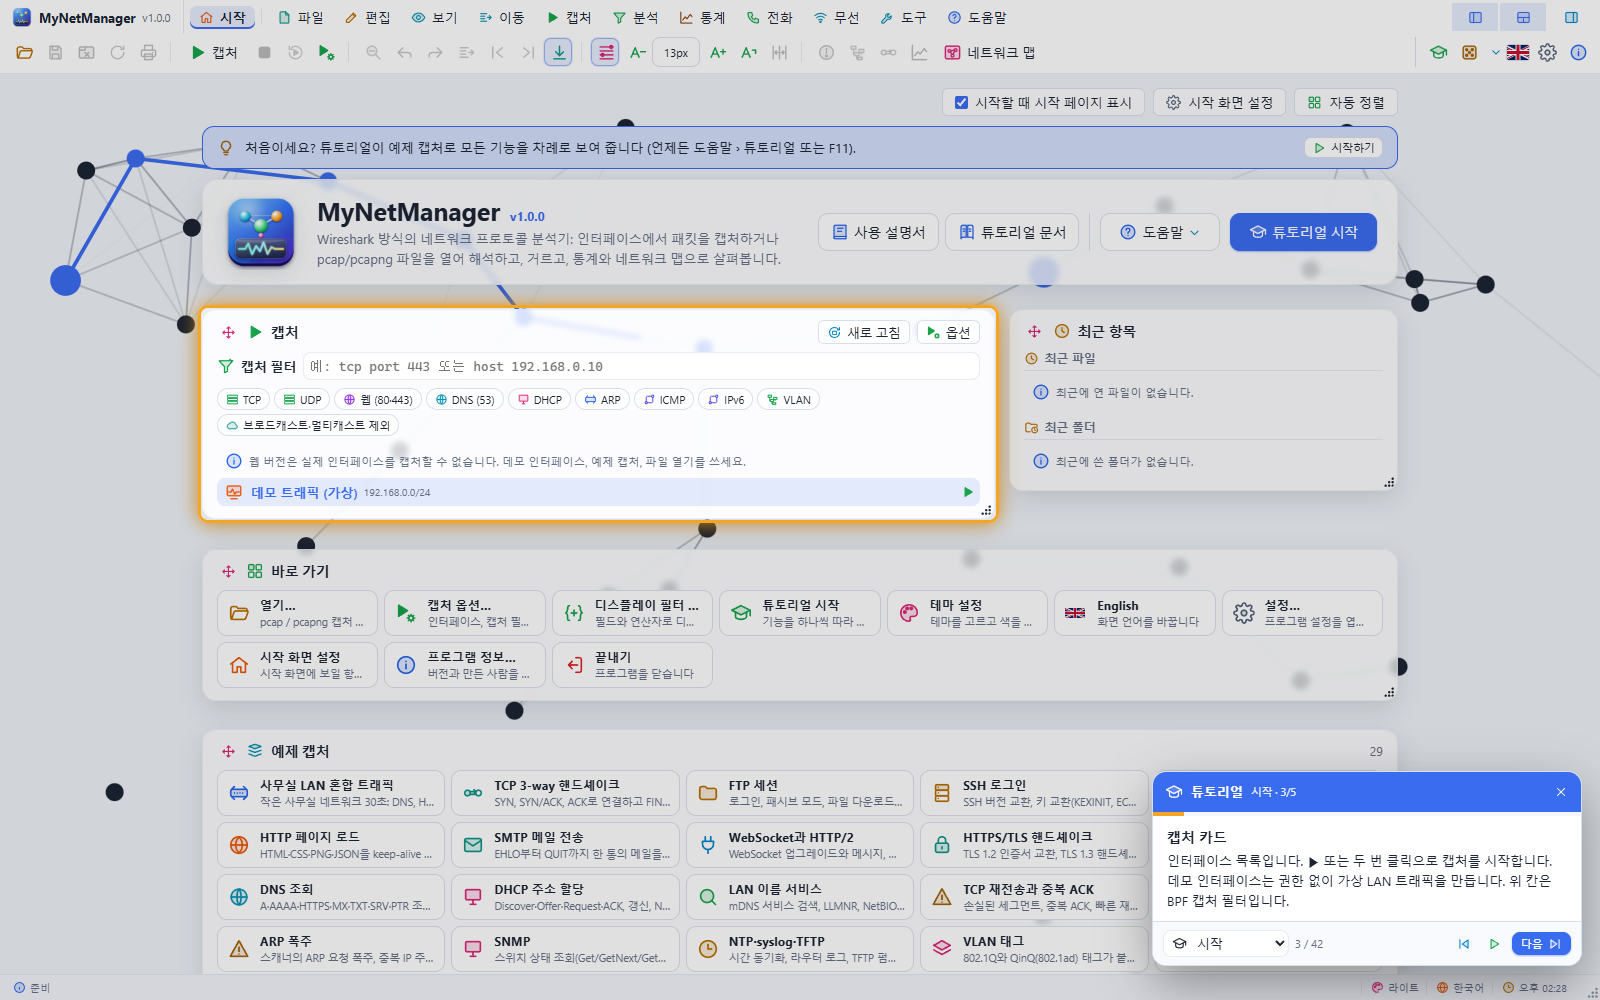 MyNetManager v1.0.0
시작 파일 편집 보기 이동 캡처 분석 통계 전화 무선 도구 도움말
캡처 A- 13px A+ 네트워크 맵
시작할 때 시작 페이지 표시 시작 화면 설정 자동 정렬
처음이세요? 튜토리얼이 예제 캡처로 모든 기능을 차례로 보여 줍니다 (언제든 도움말 › 튜토리얼 또는 F11). 시작하기
MyNetManager v1.0.0
Wireshark 방식의 네트워크 프로토콜 분석기: 인터페이스에서 패킷을 캡처하거나
pcap/pcapng 파일을 열어 해석하고, 거르고, 통계와 네트워크 맵으로 살펴봅니다.
사용 설명서 튜토리얼 문서 도움말 튜토리얼 시작
캡처 새로 고침 옵션
캡처 필터 예: tcp port 443 또는 host 192.168.0.10
TCP UDP 웹 (80·443) DNS (53) DHCP ARP ICMP IPv6 VLAN
브로드캐스트·멀티캐스트 제외
웹 버전은 실제 인터페이스를 캡처할 수 없습니다. 데모 인터페이스, 예제 캡처, 파일 열기를 쓰세요.
데모 트래픽 (가상) 192.168.0.0/24
최근 항목
최근 파일
최근에 연 파일이 없습니다.
최근 폴더
최근에 쓴 폴더가 없습니다.
바로 가기
열기...
pcap / pcapng 캡처 ...
캡처 옵션...
인터페이스, 캡처 필...
디스플레이 필터 ...
필드와 연산자로 디...
튜토리얼 시작
기능을 하나씩 따라 ...
테마 설정
테마를 고르고 색을 ...
English
화면 언어를 바꿉니다
설정...
프로그램 설정을 엽...
시작 화면 설정
시작 화면에 보일 항...
프로그램 정보...
버전과 만든 사람을 ...
끝내기
프로그램을 닫습니다
예제 캡처 29
사무실 LAN 혼합 트래픽
작은 사무실 네트워크 30초: DNS, H...
TCP 3-way 핸드셰이크
SYN, SYN/ACK, ACK로 연결하고 FIN...
FTP 세션
로그인, 패시브 모드, 파일 다운로드...
SSH 로그인
SSH 버전 교환, 키 교환(KEXINIT, EC...
HTTP 페이지 로드
HTML·CSS·PNG·JSON을 keep-alive ...
SMTP 메일 전송
EHLO부터 QUIT까지 한 통의 메일을...
WebSocket과 HTTP/2
WebSocket 업그레이드와 메시지, ...
HTTPS/TLS 핸드셰이크
TLS 1.2 인증서 교환, TLS 1.3 핸드셰...
DNS 조회
A·AAAA·HTTPS·MX·TXT·SRV·PTR 조...
DHCP 주소 할당
Discover·Offer·Request·ACK, 갱신, N...
LAN 이름 서비스
mDNS 서비스 검색, LLMNR, NetBIO...
TCP 재전송과 중복 ACK
손실된 세그먼트, 중복 ACK, 빠른 재...
ARP 폭주
스캐너의 ARP 요청 폭주, 중복 IP 주...
SNMP
스위치 상태 조회(Get/GetNext/Get...
NTP·syslog·TFTP
시간 동기화, 라우터 로그, TFTP 펌...
VLAN 태그
802.1Q와 QinQ(802.1ad) 태그가 붙...
튜토리얼 시작 · 3/5
캡처 카드
인터페이스 목록입니다. ▶ 또는 두 번 클릭으로 캡처를 시작합니다.
데모 인터페이스는 권한 없이 가상 LAN 트래픽을 만듭니다. 위 칸은
BPF 캡처 필터입니다.
시작 3 / 42 다음
준비 라이트 한국어 오후 02:28